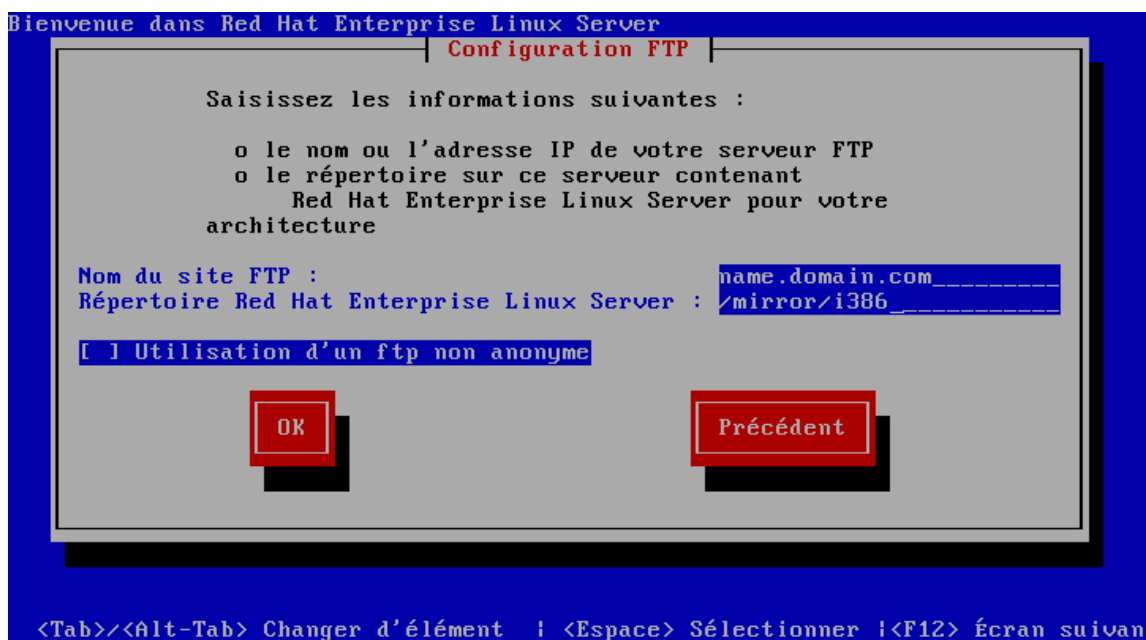 Bienvenue dans Red Hat Enterprise Linux Server
Configuration FTP
Saisissez les informations suivantes :
o le nom ou l'adresse IP de votre serveur FTP
o le répertoire sur ce serveur contenant
Red Hat Enterprise Linux Server pour votre
architecture
Nom du site FTP : name.domain.com_________
Répertoire Red Hat Enterprise Linux Server : /mirror/i386____________
[ ] Utilisation d'un ftp non anonyme
OK Précédent
<Tab>/<Alt-Tab> Changer d'élément | <Espace> Sélectionner |<F12> Écran suivan